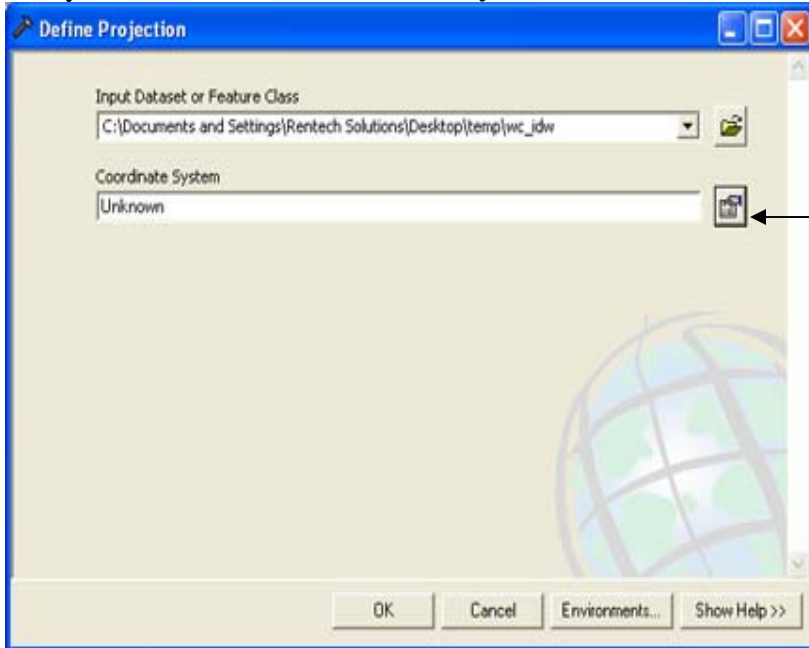 Define Projection
Input Dataset or Feature Class
C:\Documents and Settings\Rentech Solutions\Desktop\temp\wc_idw
Coordinate System
Unknown
OK Cancel Environments... Show Help >>